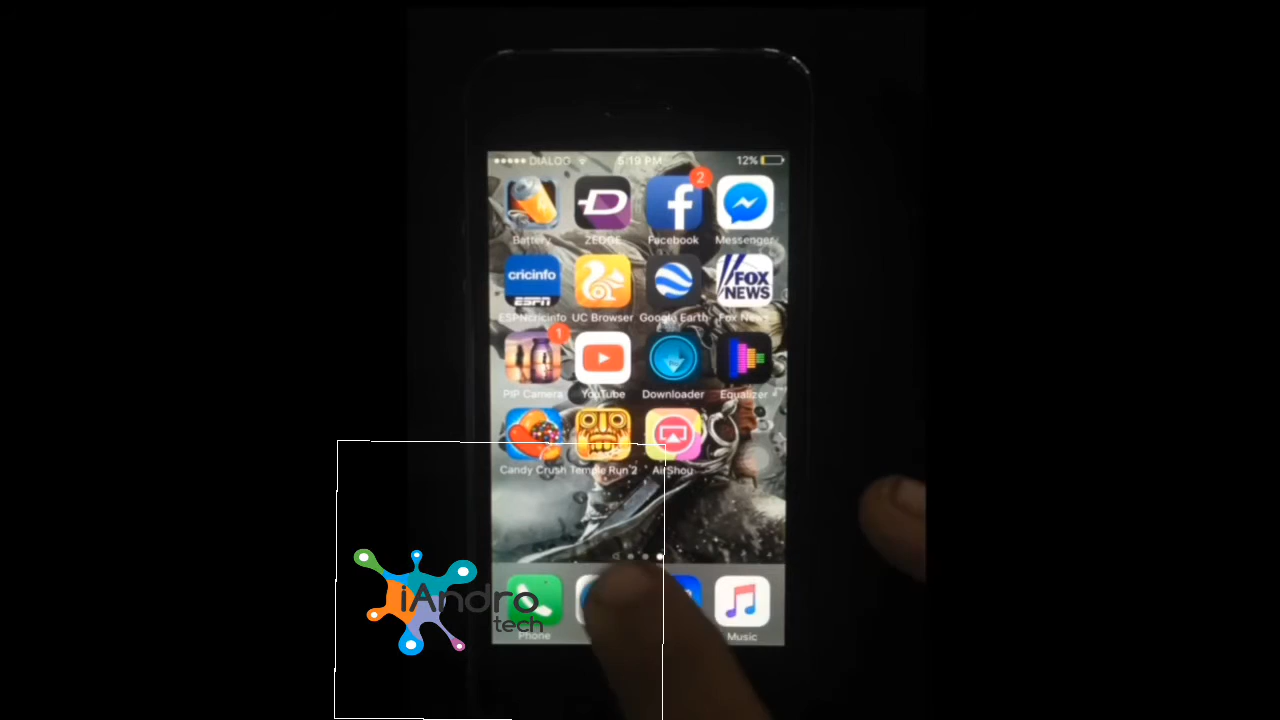 DIALOG 5:19 PM 12%
2
Battery ZEDGE Facebook Messenger
cricinfo
ESPN
FOX
NEWS
ESPNcricinfo UC Browser Google Earth Fox News
1
PIP Camera YouTube Downloader Equalizer
Candy Crush Temple Run 2 AirShou
iAndro
tech
Phone Music